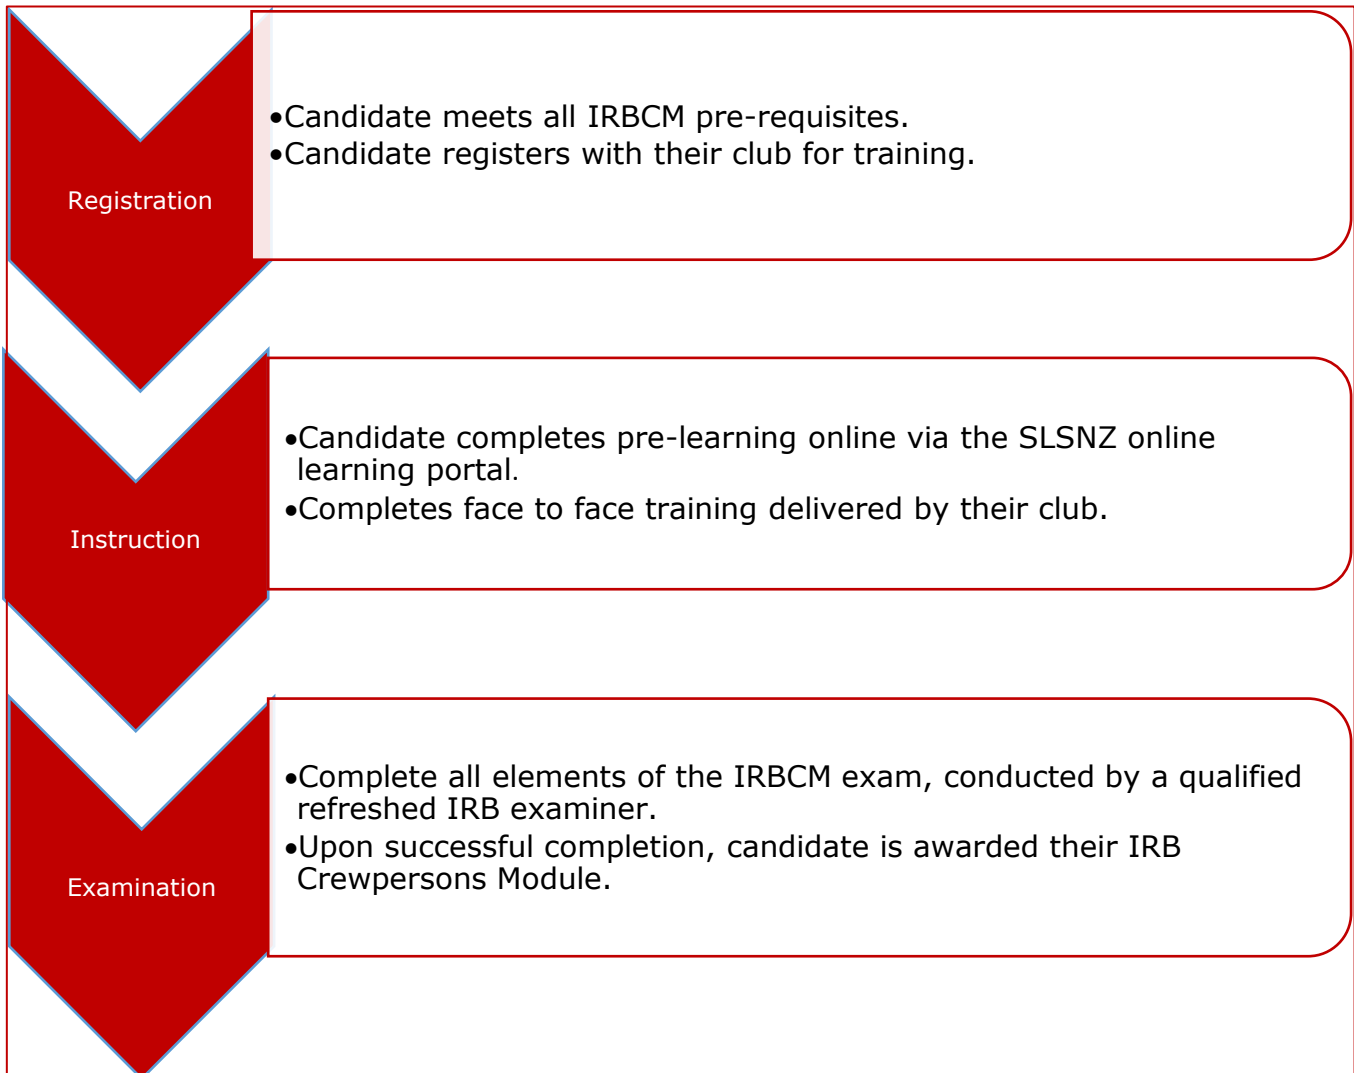 Registration
•Candidate meets all IRBCM pre-requisites.
•Candidate registers with their club for training.
Instruction
•Candidate completes pre-learning online via the SLSNZ online
learning portal.
•Completes face to face training delivered by their club.
Examination
•Complete all elements of the IRBCM exam, conducted by a qualified
refreshed IRB examiner.
•Upon successful completion, candidate is awarded their IRB
Crewpersons Module.